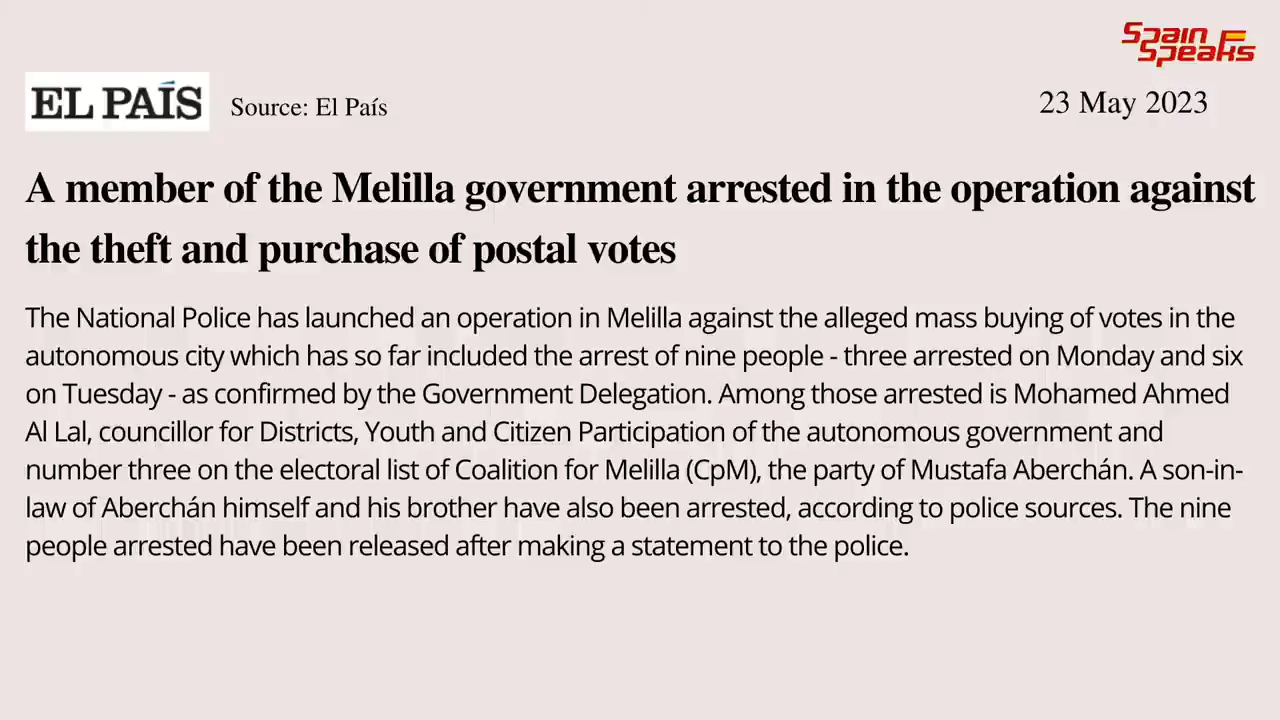 Spain
Speaks
EL PAÍS
Source: El País
23 May 2023
A member of the Melilla government arrested in the operation against
the theft and purchase of postal votes
The National Police has launched an operation in Melilla against the alleged mass buying of votes in the
autonomous city which has so far included the arrest of nine people - three arrested on Monday and six
on Tuesday - as confirmed by the Government Delegation. Among those arrested is Mohamed Ahmed
Al Lal, councillor for Districts, Youth and Citizen Participation of the autonomous government and
number three on the electoral list of Coalition for Melilla (CpM), the party of Mustafa Aberchán. A son-in-
law of Aberchán himself and his brother have also been arrested, according to police sources. The nine
people arrested have been released after making a statement to the police.